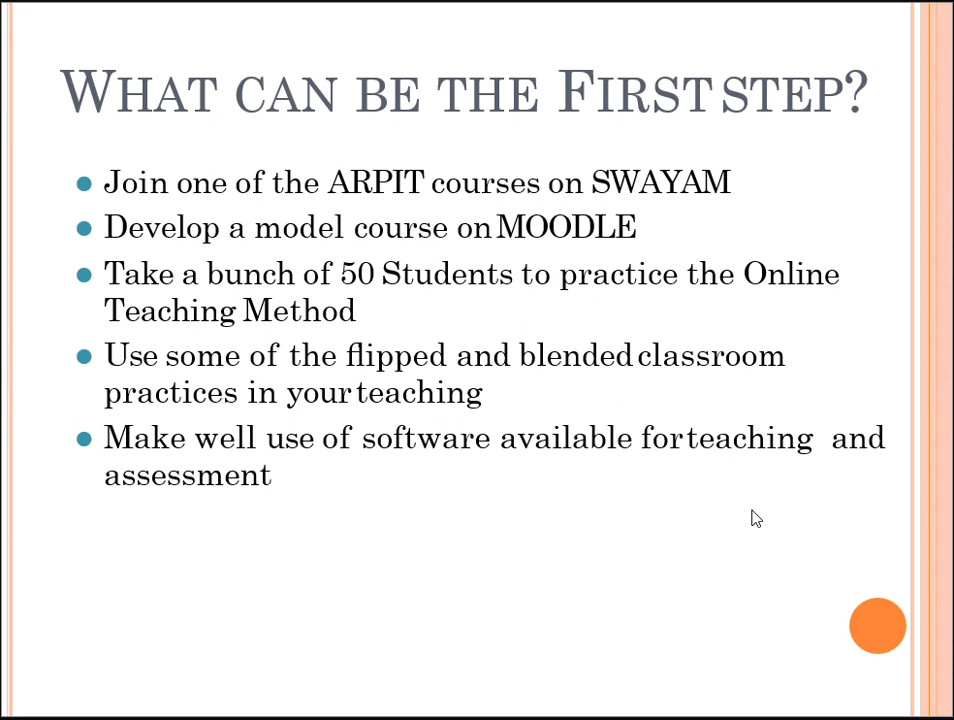 WHAT CAN BE THE FIRST STEP?
Join one of the ARPIT courses on SWAYAM
Develop a model course on MOODLE
Take a bunch of 50 Students to practice the Online
Teaching Method
Use some of the flipped and blended classroom
practices in your teaching
Make well use of software available for teaching and
assessment